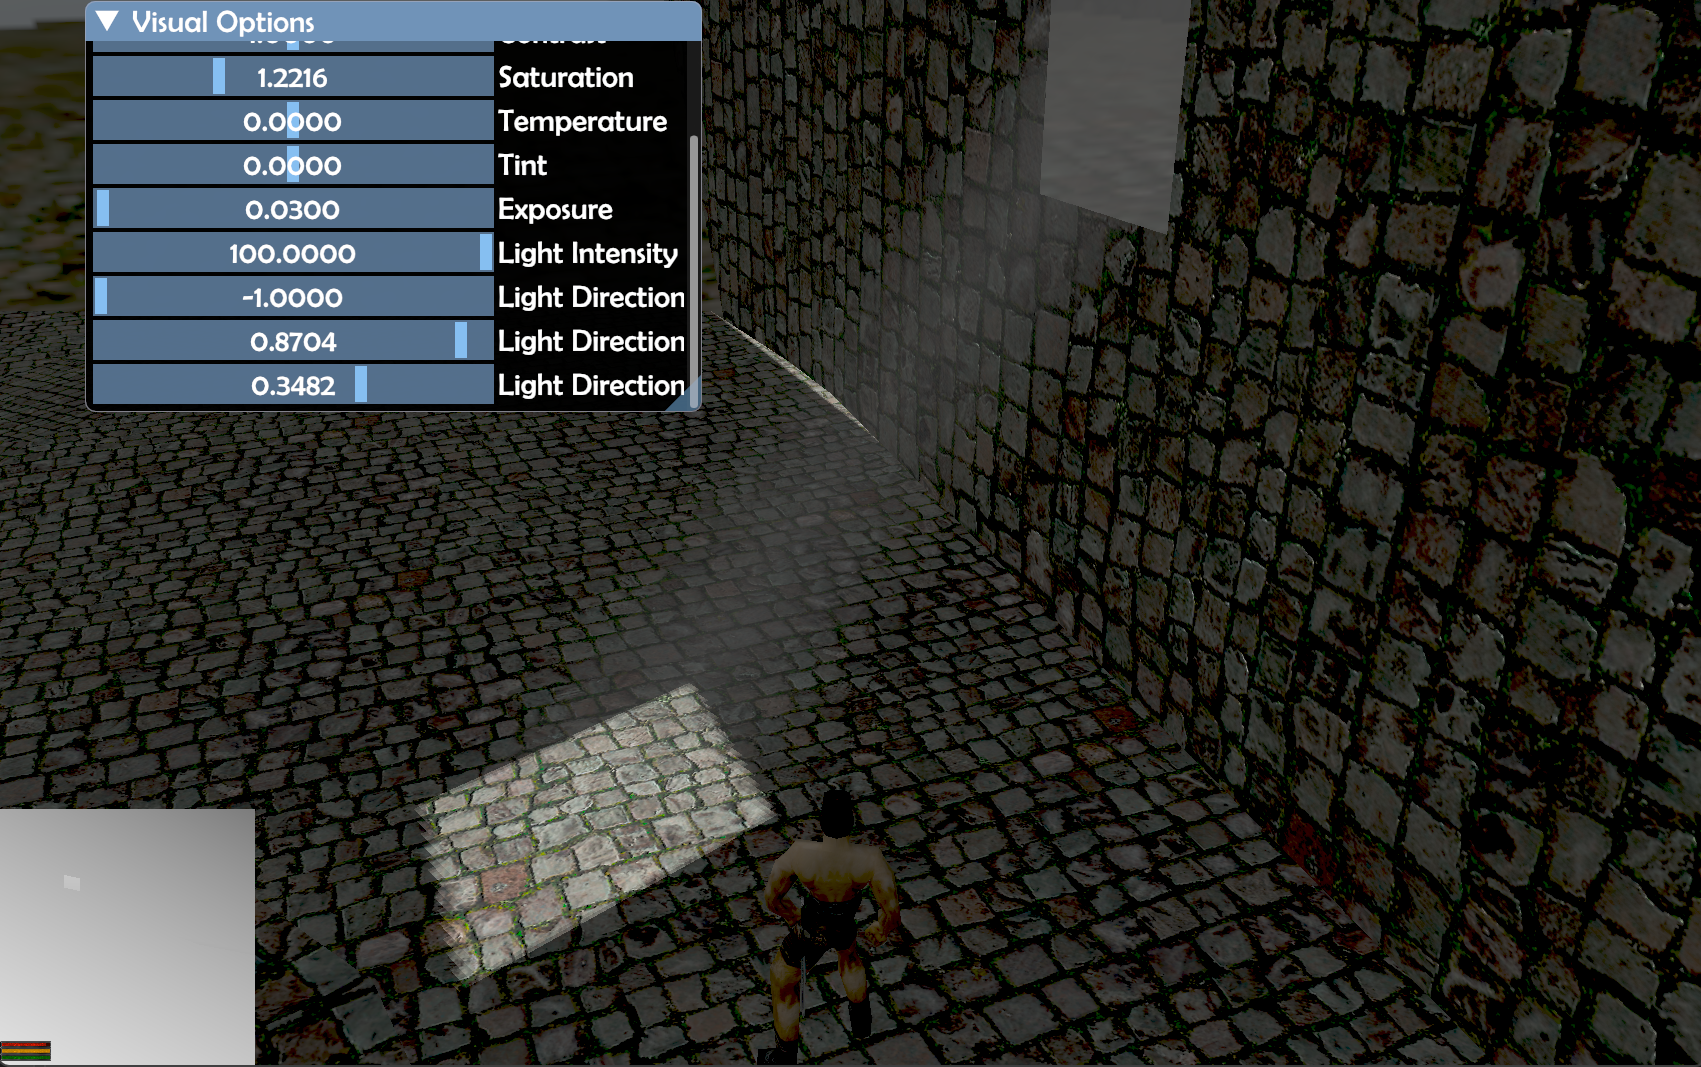 Visual Options
Contrast
1.2216 Saturation
0.0000 Temperature
0.0000 Tint
0.0300 Exposure
100.0000 Light Intensity
-1.0000 Light Direction
0.8704 Light Direction
0.3482 Light Direction